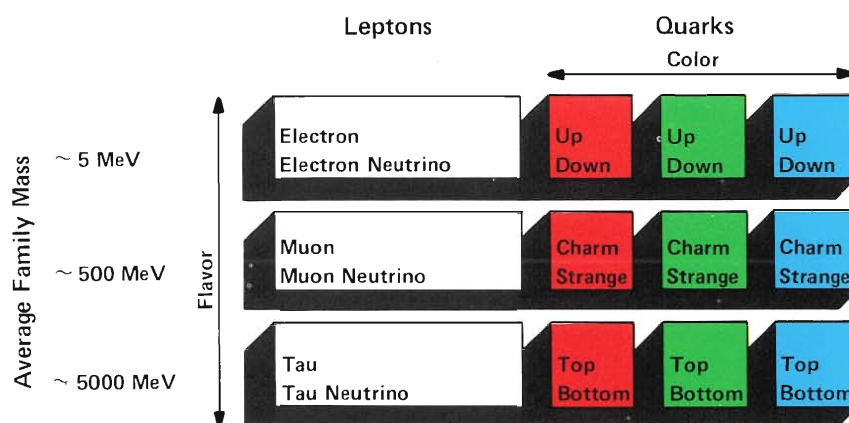 Leptons
Quarks
Color
Average Family Mass
Flavor
~ 5 MeV
Electron
Electron Neutrino
Up
Down
Up
Down
Up
Down
~ 500 MeV
Muon
Muon Neutrino
Charm
Strange
Charm
Strange
Charm
Strange
~ 5000 MeV
Tau
Tau Neutrino
Top
Bottom
Top
Bottom
Top
Bottom